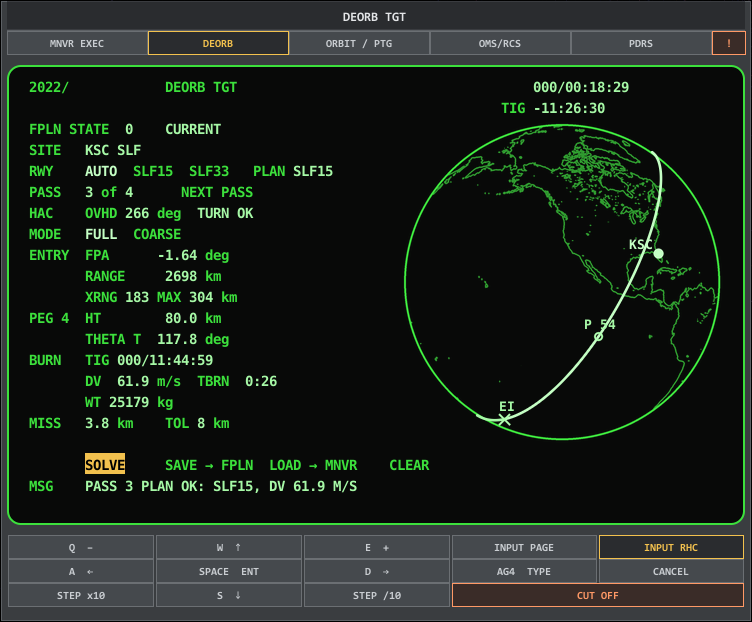 DEORB TGT
MNVR EXEC DEORB ORBIT / PTG OMS/RCS PDRS !
2022/ DEORB TGT 000/00:18:29
TIG -11:26:30
FPLN STATE 0 CURRENT
SITE KSC SLF
RWY AUTO SLF15 SLF33 PLAN SLF15
PASS 3 of 4 NEXT PASS
HAC OVHD 266 deg TURN OK
MODE FULL COARSE
KSC
ENTRY FPA -1.64 deg
RANGE 2698 km
XRNG 183 MAX 304 km
PEG 4 HT 80.0 km
P 54
THETA T 117.8 deg
BURN TIG 000/11:44:59
DV 61.9 m/s TBRN 0:26
WT 25179 kg
EI
MISS 3.8 km TOL 8 km
SOLVE SAVE → FPLN LOAD → MNVR CLEAR
MSG PASS 3 PLAN OK: SLF15, DV 61.9 M/S
Q − W ↑ E + INPUT PAGE INPUT RHC
A ← SPACE ENT D → AG4 TYPE CANCEL
STEP x10 S ↓ STEP /10 CUT OFF